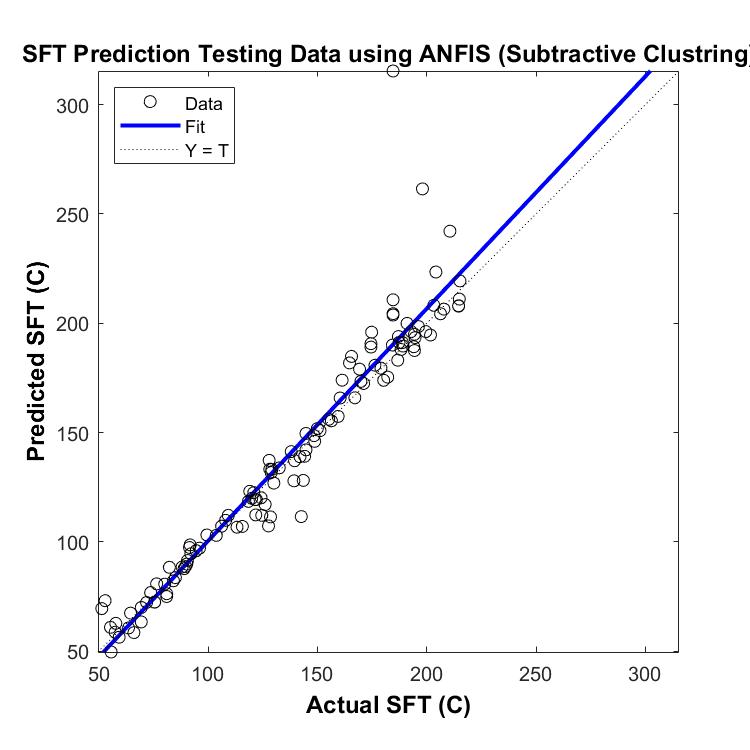 SFT Prediction Testing Data using ANFIS (Subtractive Clustring)
Data
Fit
Y = T
300
250
200
150
100
50
50
100
150
200
250
300
Predicted SFT (C)
Actual SFT (C)